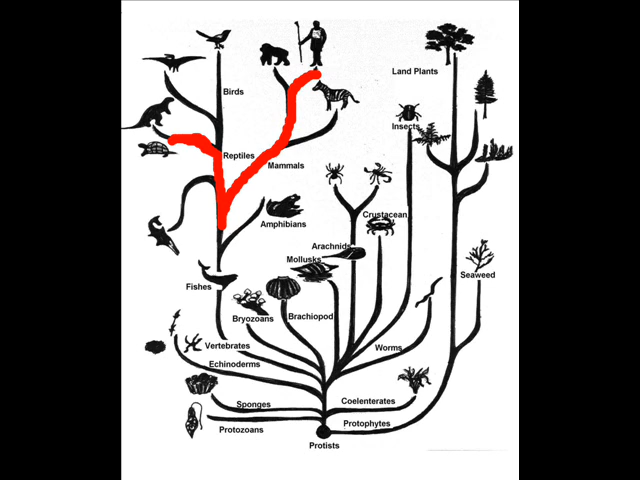 Land Plants
Birds
Insects
Reptiles
Mammals
Crustacean
Amphibians
Arachnids
Mollusks
Seaweed
Fishes
Bryozoans
Brachiopod
Vertebrates
Worms
Echinoderms
Sponges
Coelenterates
Protozoans
Protophytes
Protists